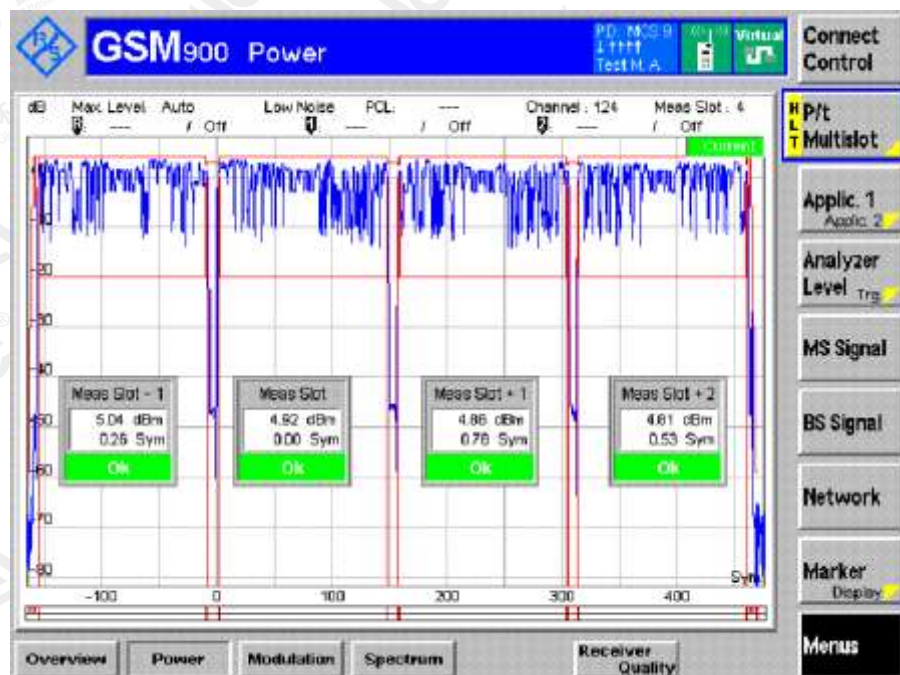 R&S
GSM900 Power
P.D. MCS 9
Test M. A
Virtual
Connect
Control
dB Max. Level: Auto Low Noise PCL: --- Channel : 124 Meas Slot : 4
0: --- / Off 1: --- / Off 2: --- / Off
Current
H
L
T
P/t
Multislot
Applic. 1
Applic. 2
Analyzer
Level Trg
MS Signal
BS Signal
Network
Marker
Display
Menus
-20
-30
-40
-50
-60
-70
-80
Meas Slot - 1
5.04 dBm
0.26 Sym
Ok
Meas Slot
4.92 dBm
0.00 Sym
Ok
Meas Slot + 1
4.86 dBm
0.78 Sym
Ok
Meas Slot + 2
4.81 dBm
0.53 Sym
Ok
Sym
-100 0 100 200 300 400
Overview Power Modulation Spectrum Receiver
Quality